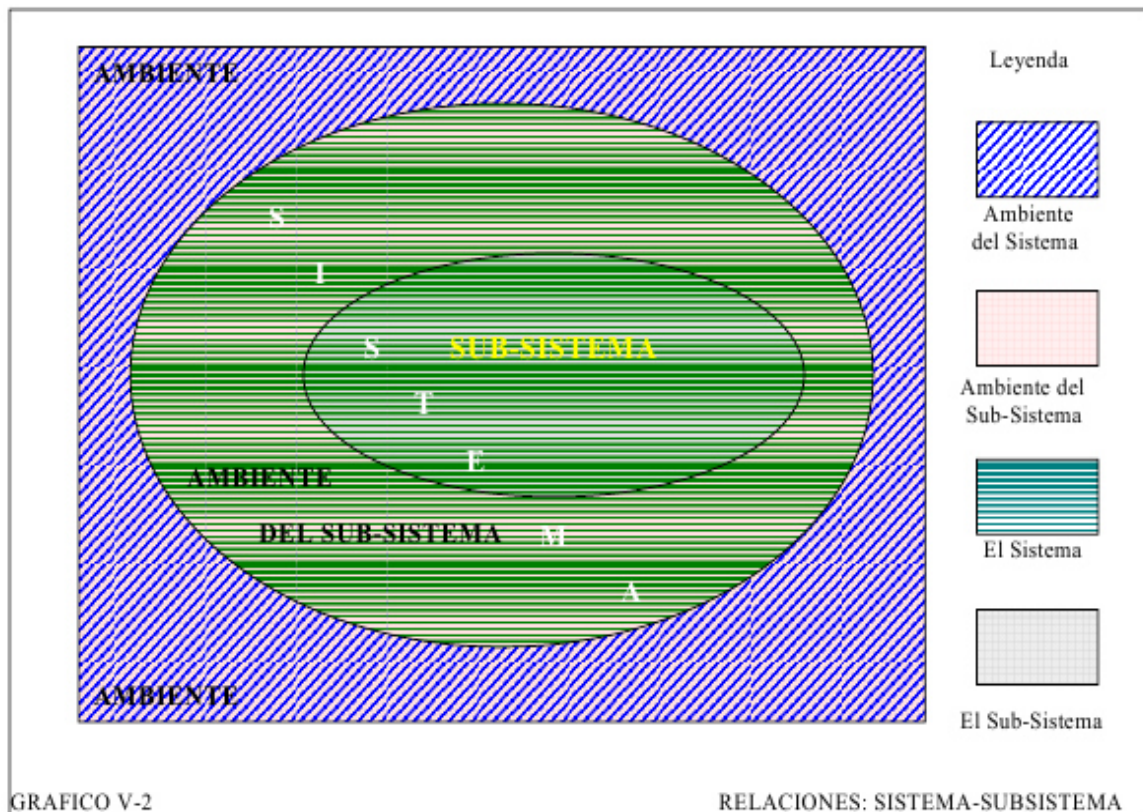 AMBIENTE
S
I
S
T
E
M
A
SUB-SISTEMA
AMBIENTE
DEL SUB-SISTEMA
AMBIENTE
Leyenda
Ambiente
del Sistema
Ambiente del
Sub-Sistema
El Sistema
El Sub-Sistema
GRAFICO V-2
RELACIONES: SISTEMA-SUBSISTEMA